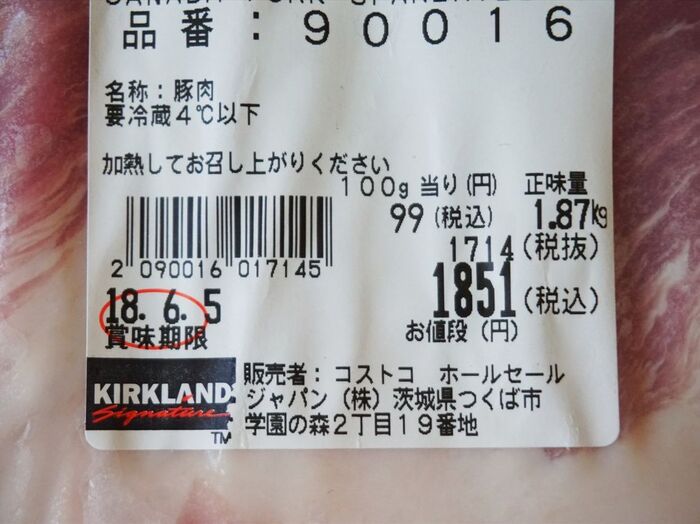 品番：90016
名称：豚肉
要冷蔵4℃以下
加熱してお召し上がりください
100g 当り(円) 正味量
99(税込) 1.87kg
1714(税抜)
2 090016 017145
1851(税込)
18. 6. 5
賞味期限
お値段 (円)
KIRKLAND
Signature
TM
販売者：コストコ ホールセール
ジャパン（株）茨城県つくば市
学園の森2丁目19番地